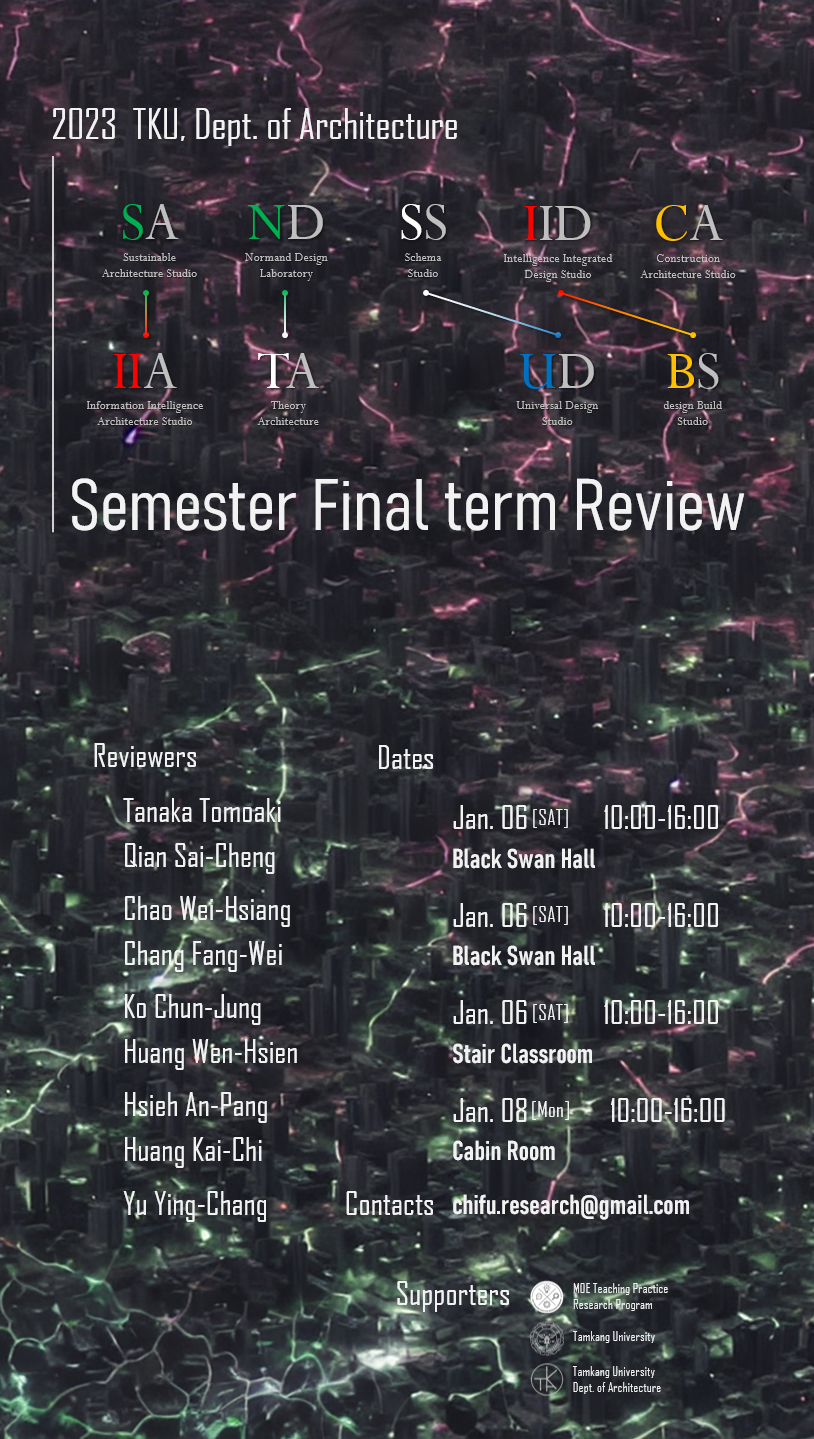 2023 TKU, Dept. of Architecture
SA
Sustainable
Architecture Studio
ND
Normand Design
Laboratory
SS
Schema
Studio
IID
Intelligence Integrated
Design Studio
CA
Construction
Architecture Studio
IIA
Information Intelligence
Architecture Studio
TA
Theory
Architecture
UD
Universal Design
Studio
BS
design Build
Studio
Semester Final term Review
Reviewers
Tanaka Tomoaki
Qian Sai-Cheng
Chao Wei-Hsiang
Chang Fang-Wei
Ko Chun-Jung
Huang Wen-Hsien
Hsieh An-Pang
Huang Kai-Chi
Yu Ying-Chang
Dates
Jan. 06 [SAT] 10:00-16:00
Black Swan Hall
Jan. 06 [SAT] 10:00-16:00
Black Swan Hall
Jan. 06 [SAT] 10:00-16:00
Stair Classroom
Jan. 08 [Mon] 10:00-16:00
Cabin Room
Contacts chifu.research@gmail.com
Supporters
MOE Teaching Practice
Research Program
Tamkang University
TK
Tamkang University
Dept. of Architecture